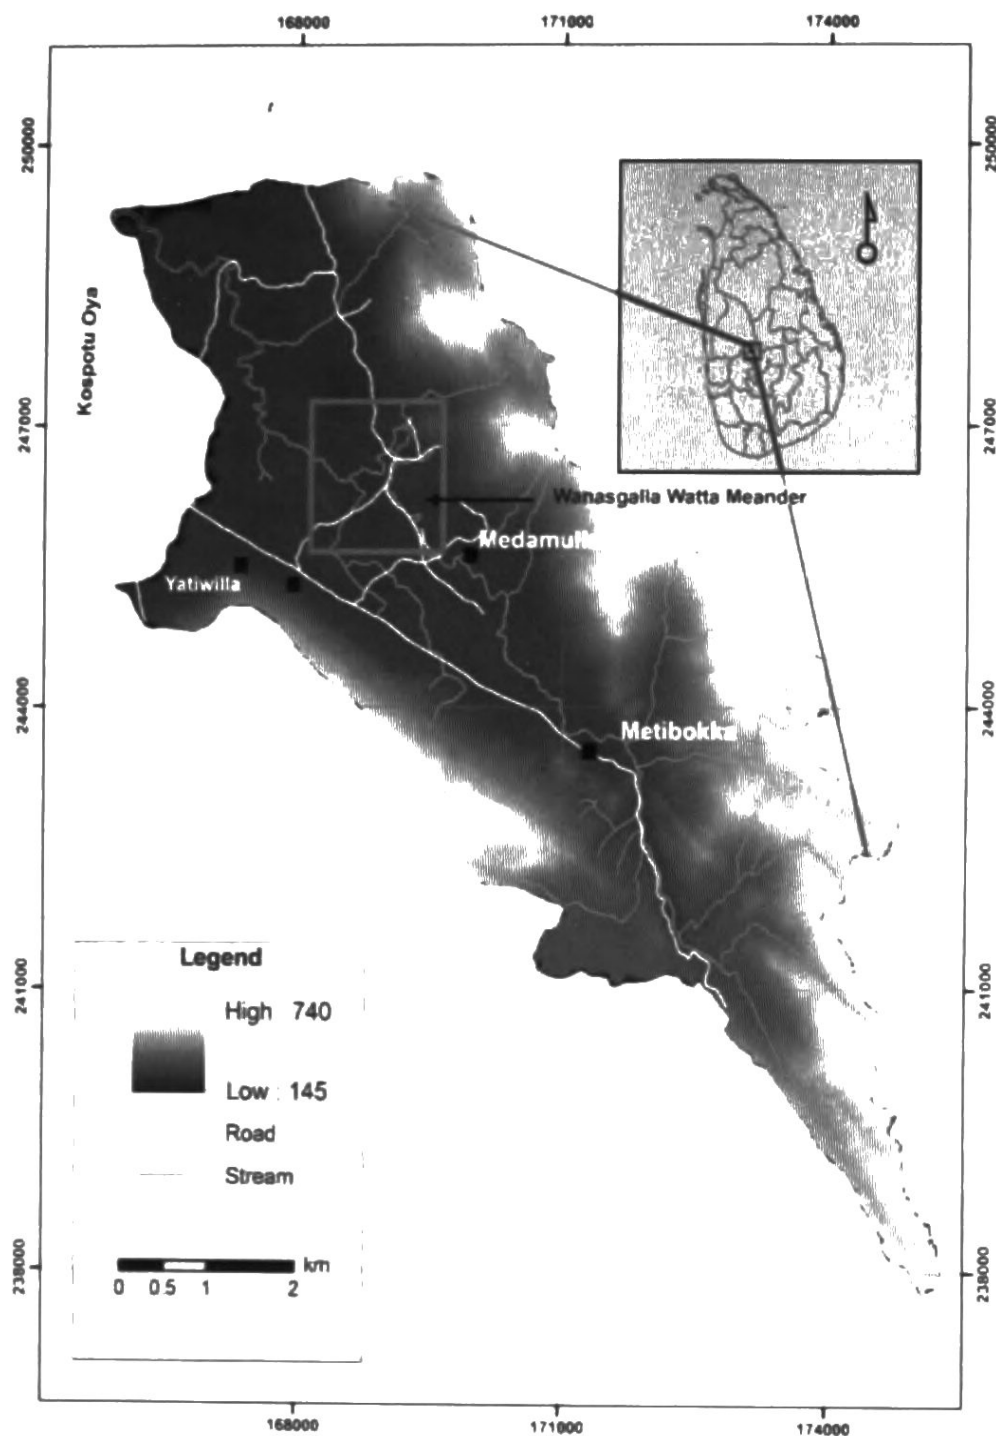 168000 171000 174000
250000 250000
Kospotu Oya
247000 247000
Wanasgalla Watta Meander
Medamull
Yatiwilla
244000 244000
Metibokka
Legend
High 740
Low : 145
Road
Stream
km
0 0.5 1 2
241000 241000
238000 238000
168000 171000 174000